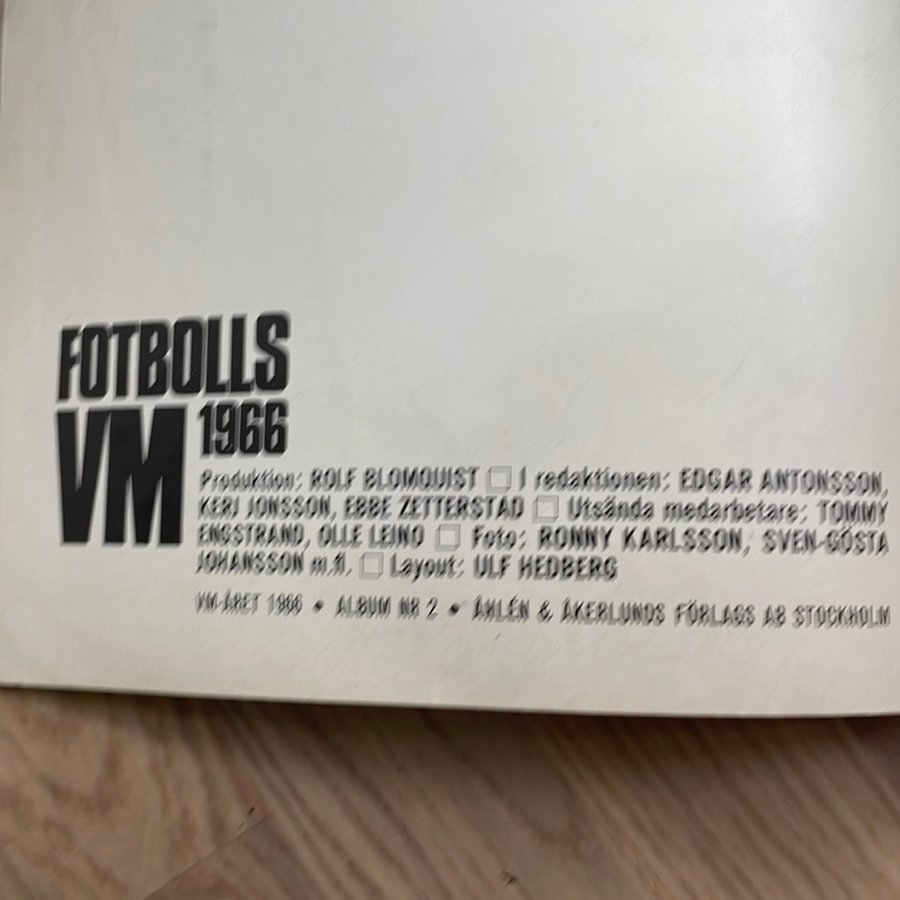 FOTBOLLS
VM 1966
Produktion: ROLF BLOMQUIST □ I redaktionen: EDGAR ANTONSSON,
KERJ JONSSON, EBBE ZETTERSTAD □ Utsända medarbetare: TOMMY
ENGSTRAND, OLLE LEINO □ Foto: RONNY KARLSSON, SVEN-GÖSTA
JOHANSSON m.fl. □ Layout: ULF HEDBERG
VM-ÅRET 1966 • ALBUM NR 2 • ÅHLÉN & ÅKERLUNDS FÖRLAGS AB STOCKHOLM